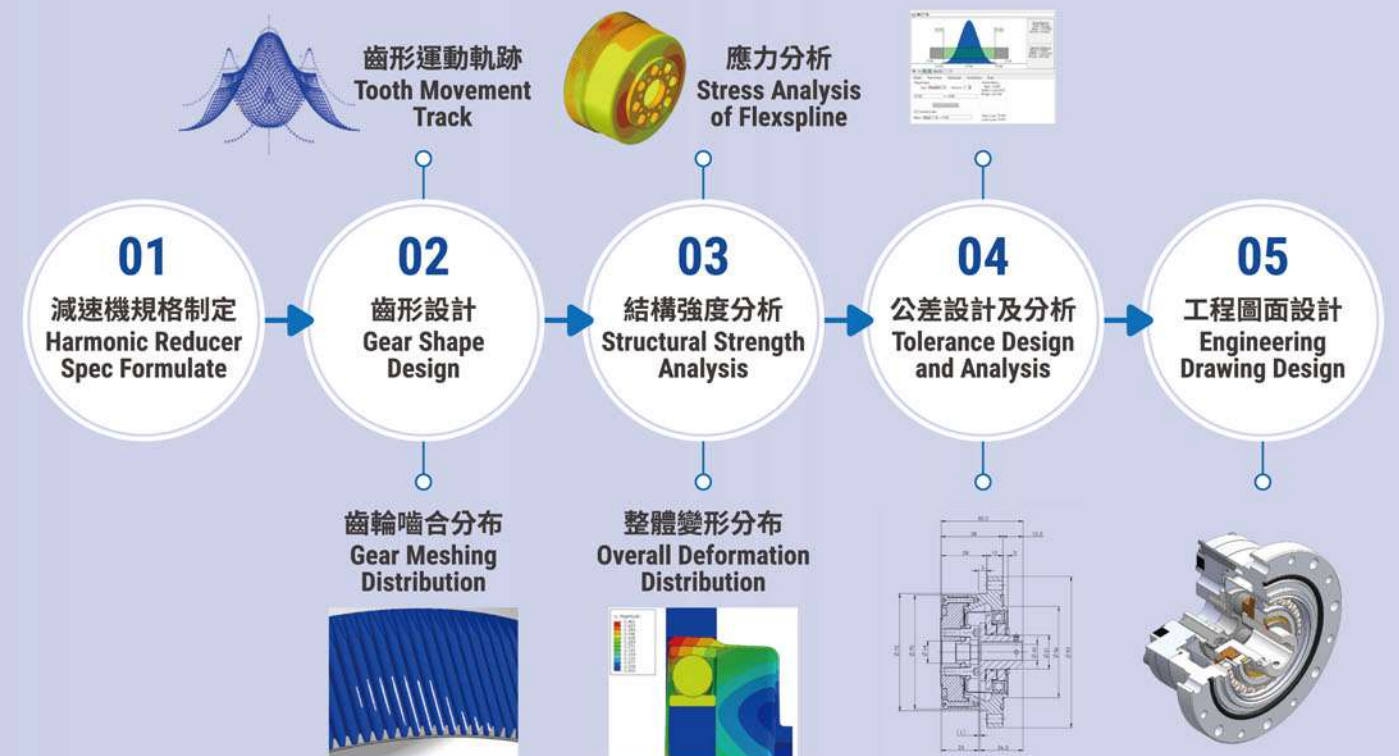 齒形運動軌跡
Tooth Movement
Track
應力分析
Stress Analysis
of Flexspline
01
減速機規格制定
Harmonic Reducer
Spec Formulate
02
齒形設計
Gear Shape
Design
03
結構強度分析
Structural Strength
Analysis
04
公差設計及分析
Tolerance Design
and Analysis
05
工程圖面設計
Engineering
Drawing Design
齒輪嚙合分布
Gear Meshing
Distribution
整體變形分布
Overall Deformation
Distribution